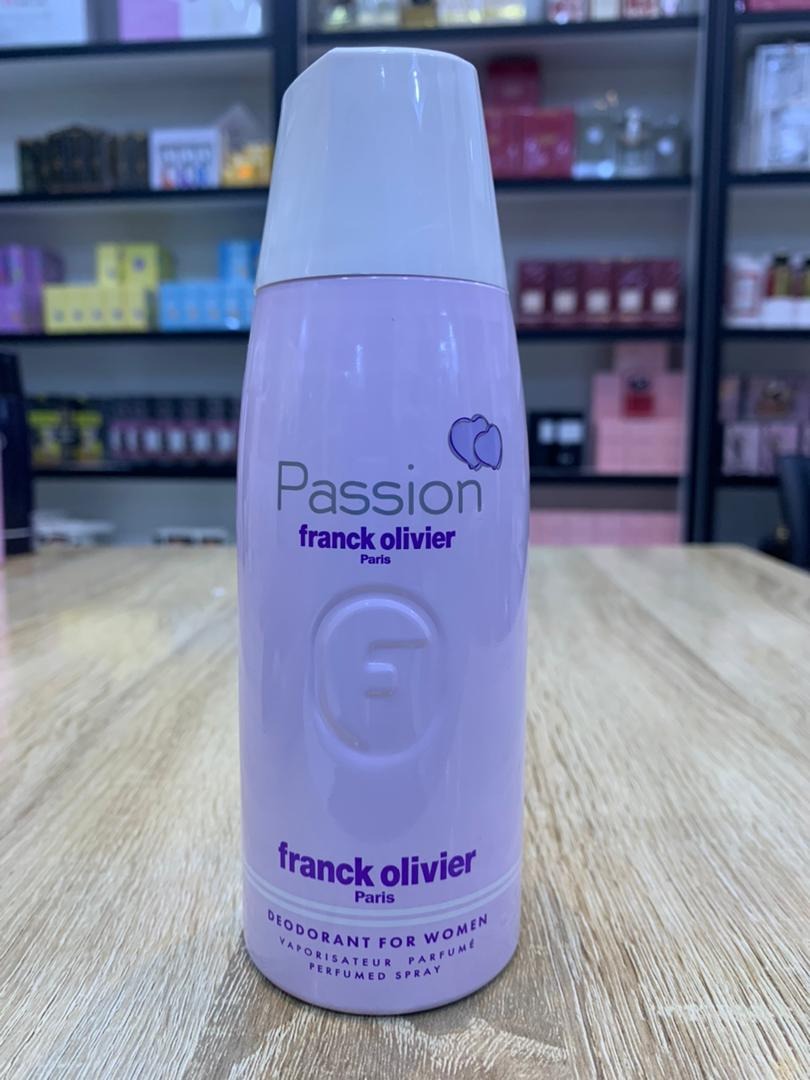 Passion
franck olivier
Paris
F
franck olivier
Paris
DEODORANT FOR WOMEN
VAPORISATEUR PARFUMÉ
PERFUMED SPRAY